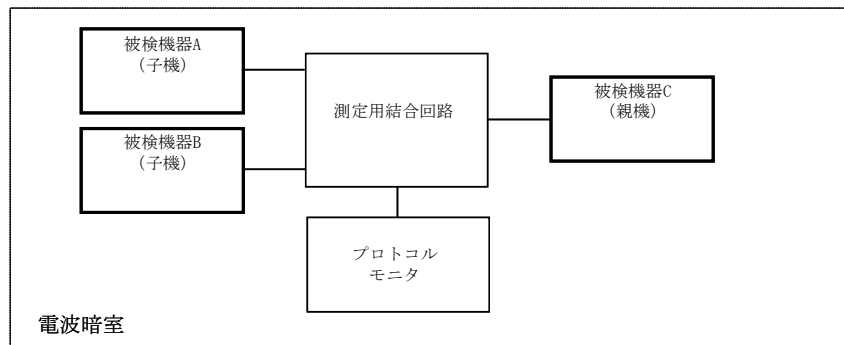 被検機器A
（子機）
被検機器B
（子機）
測定用結合回路
被検機器C
（親機）
プロトコル
モニタ
電波暗室